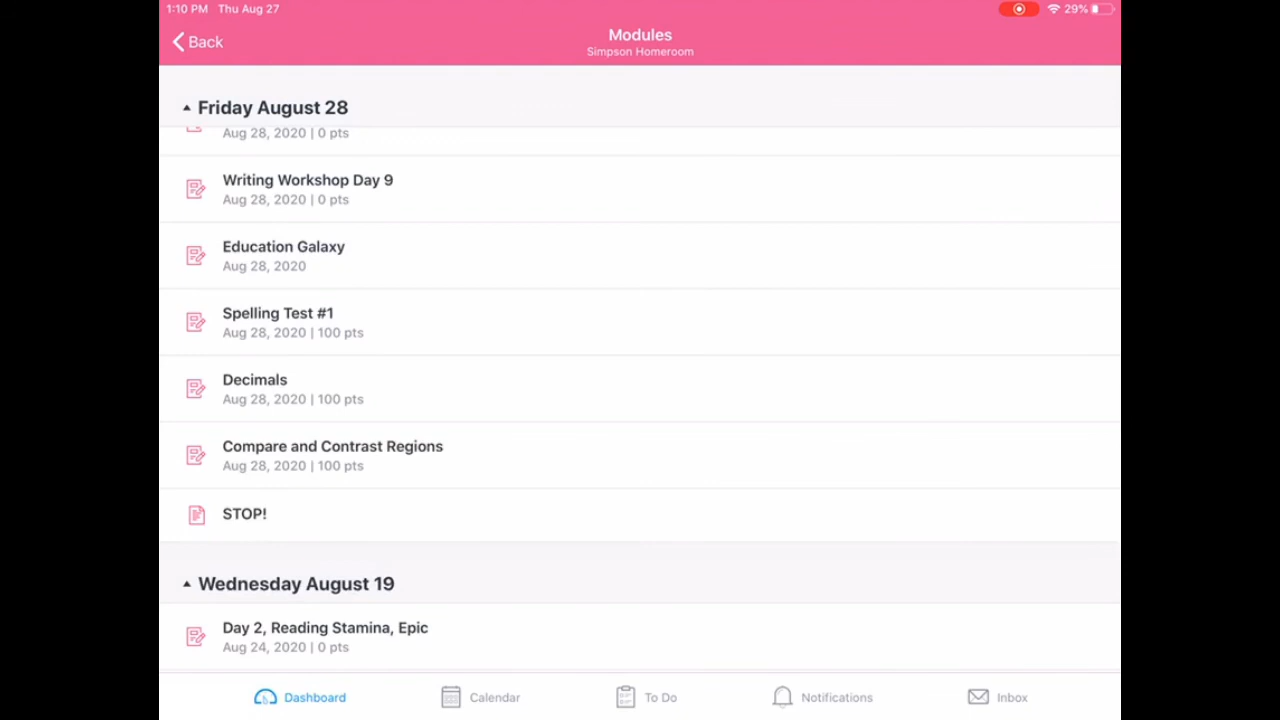 1:10 PM Thu Aug 27
29%
Back
Modules
Simpson Homeroom
Friday August 28
Aug 28, 2020 | 0 pts
Writing Workshop Day 9
Aug 28, 2020 | 0 pts
Education Galaxy
Aug 28, 2020
Spelling Test #1
Aug 28, 2020 | 100 pts
Decimals
Aug 28, 2020 | 100 pts
Compare and Contrast Regions
Aug 28, 2020 | 100 pts
STOP!
Wednesday August 19
Day 2, Reading Stamina, Epic
Aug 24, 2020 | 0 pts
Dashboard
Calendar
To Do
Notifications
Inbox